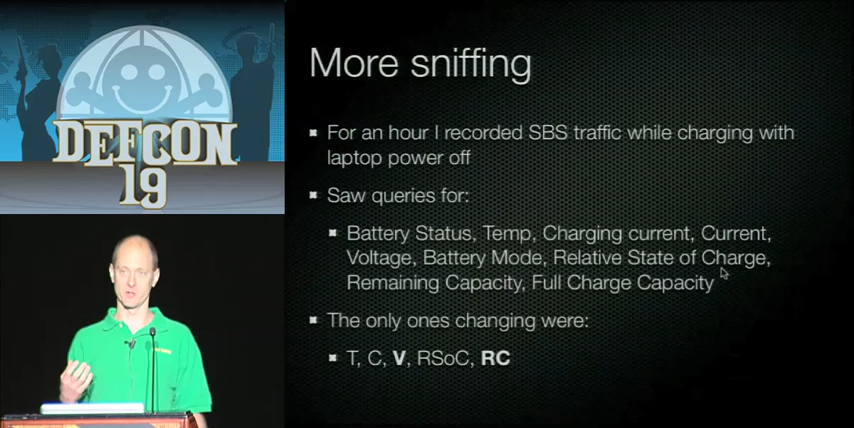 DEFCON
19
More sniffing
For an hour I recorded SBS traffic while charging with
laptop power off
Saw queries for:
Battery Status, Temp, Charging current, Current,
Voltage, Battery Mode, Relative State of Charge,
Remaining Capacity, Full Charge Capacity
The only ones changing were:
T, C, V, RSoC, RC